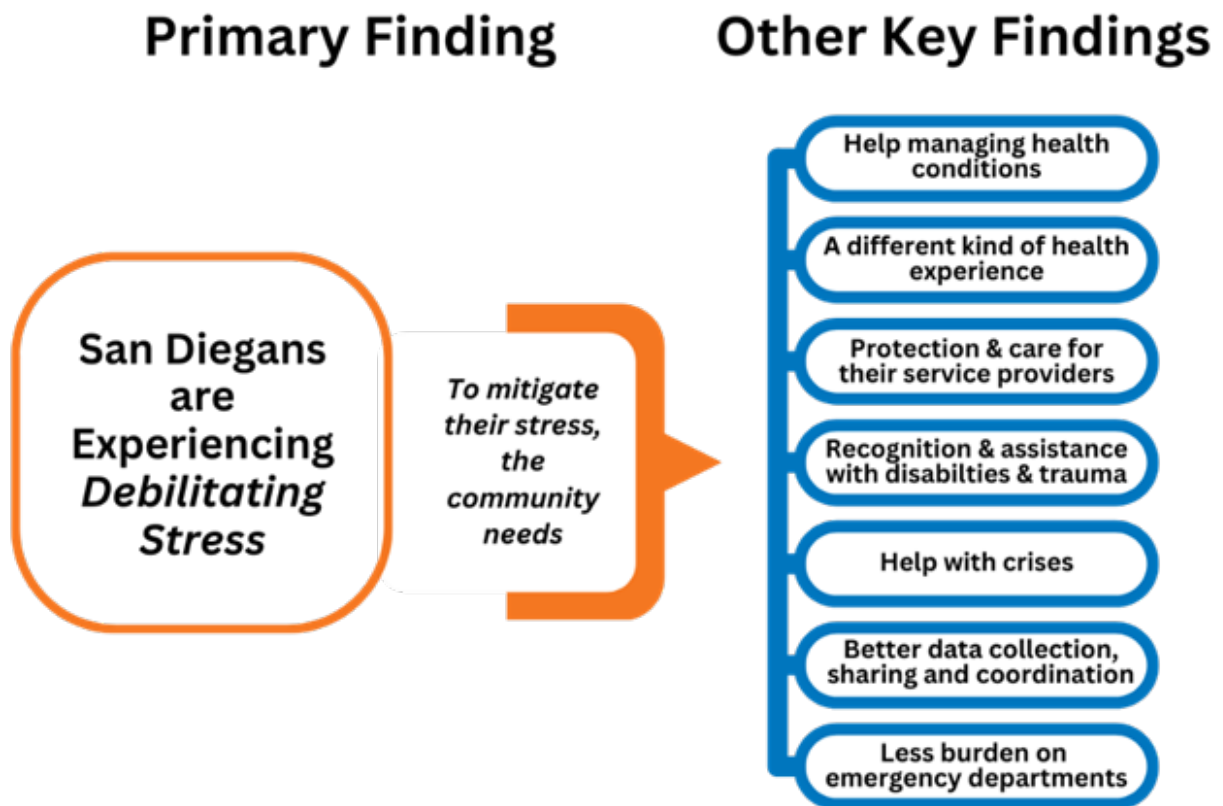 Primary Finding
Other Key Findings
San Diegans
are
Experiencing
Debilitating
Stress
To mitigate
their stress,
the
community
needs
Help managing health
conditions
A different kind of health
experience
Protection & care for
their service providers
Recognition & assistance
with disabilties & trauma
Help with crises
Better data collection,
sharing and coordination
Less burden on
emergency departments